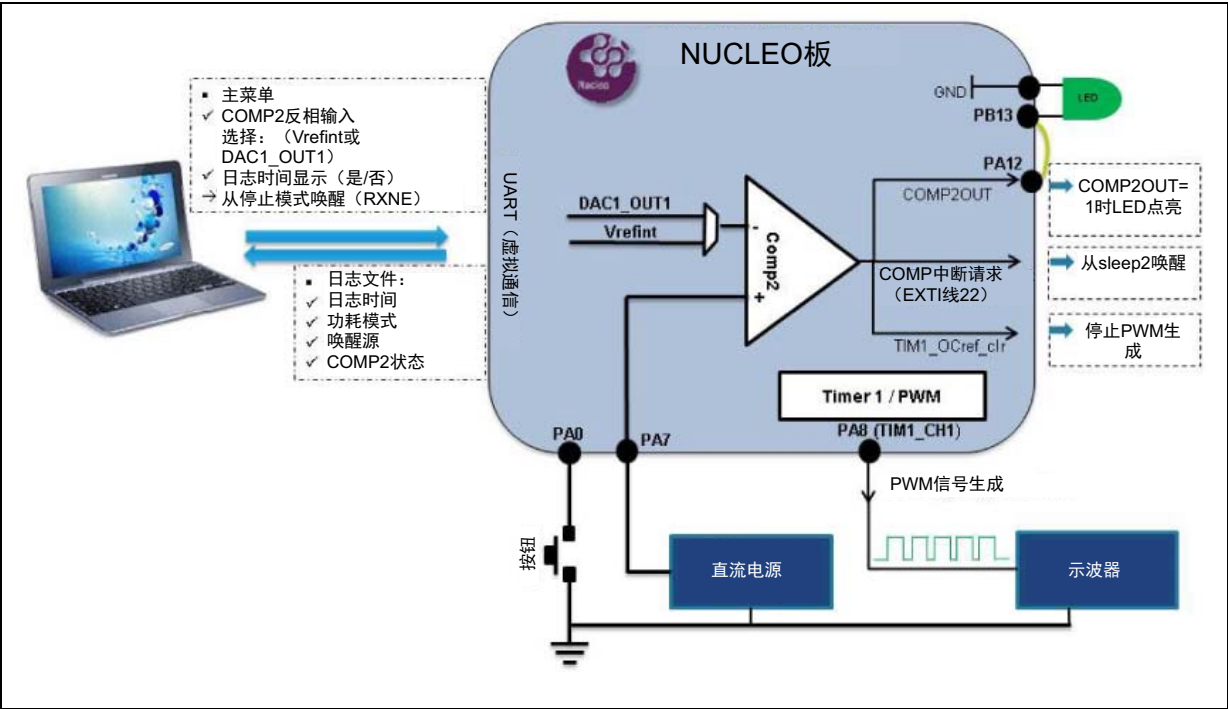 NUCLEO板
Nucleo
▪ 主菜单
✓ COMP2反相输入
选择：（Vrefint或
DAC1_OUT1）
✓ 日志时间显示（是/否）
→ 从停止模式唤醒（RXNE）
▪ 日志文件：
✓ 日志时间
✓ 功耗模式
✓ 唤醒源
✓ COMP2状态
UART（虚拟通信）
DAC1_OUT1
Vrefint
-
+
Comp2
GND
LED
PB13
PA12
COMP2OUT
COMP中断请求
（EXTI线22）
TIM1_OCref_clr
COMP2OUT=
1时LED点亮
从sleep2唤醒
停止PWM生
成
Timer 1 / PWM
PA8 (TIM1_CH1)
PA0
PA7
PWM信号生成
按钮
直流电源
示波器